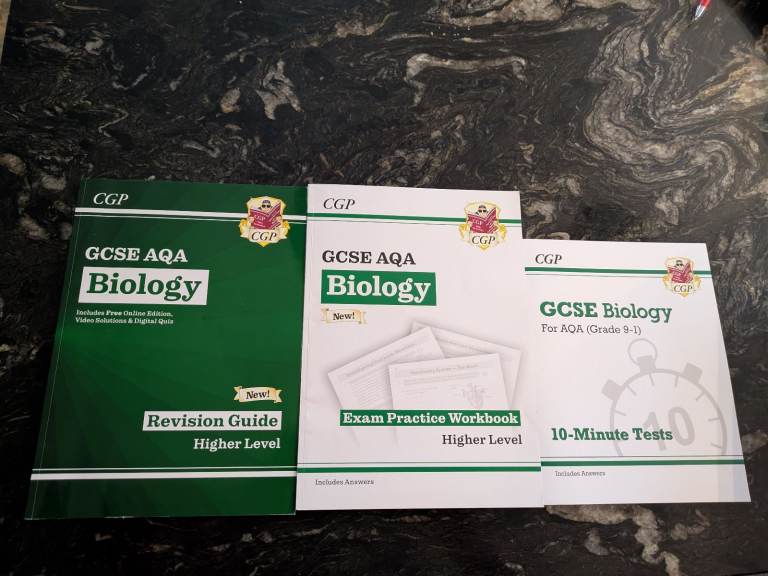 CGP
CGP
GCSE AQA
Biology
Includes Free Online Edition,
Video Solutions & Digital Quiz
New!
Revision Guide
Higher Level
CGP
CGP
GCSE AQA
Biology
New!
Exam Practice Workbook
Higher Level
Includes Answers
CGP
CGP
GCSE Biology
For AQA (Grade 9-1)
10
10-Minute Tests
Includes Answers